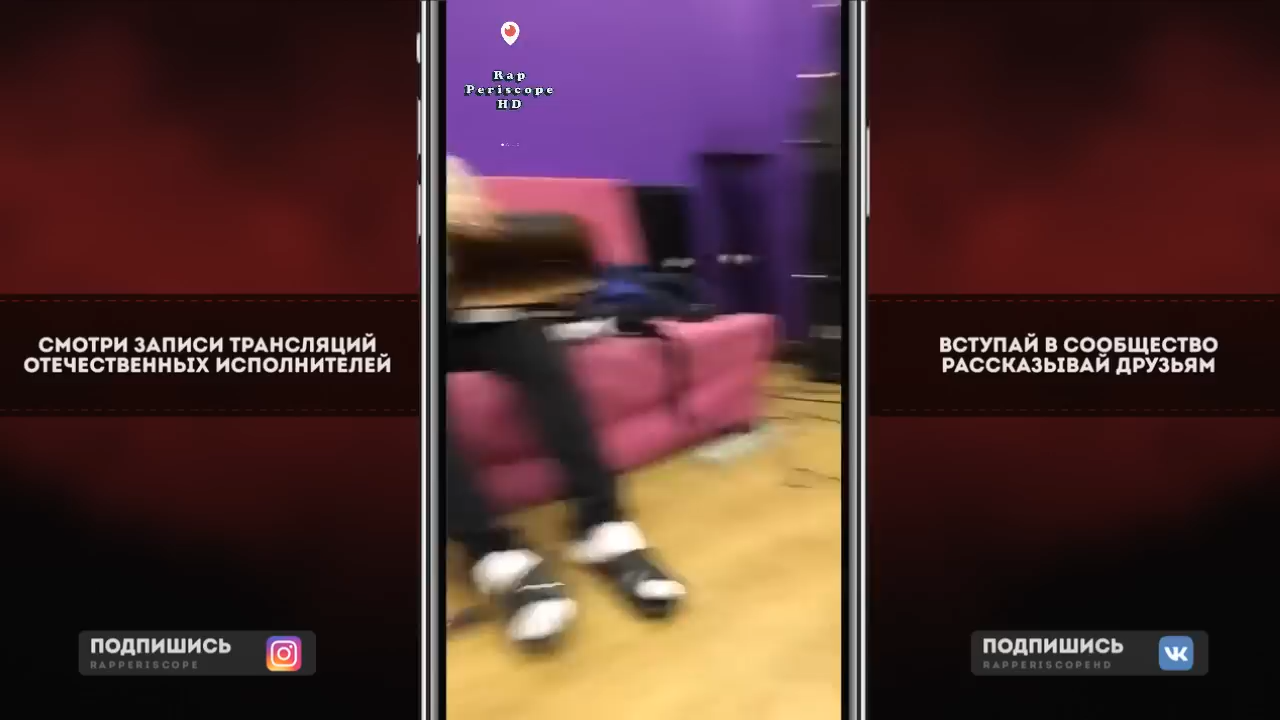 Rap
Periscope
HD
СМОТРИ ЗАПИСИ ТРАНСЛЯЦИЙ
ОТЕЧЕСТВЕННЫХ ИСПОЛНИТЕЛЕЙ
ВСТУПАЙ В СООБЩЕСТВО
РАССКАЗЫВАЙ ДРУЗЬЯМ
ПОДПИШИСЬ
RAPPERISCOPE
ПОДПИШИСЬ
RAPPERISCOPEHD